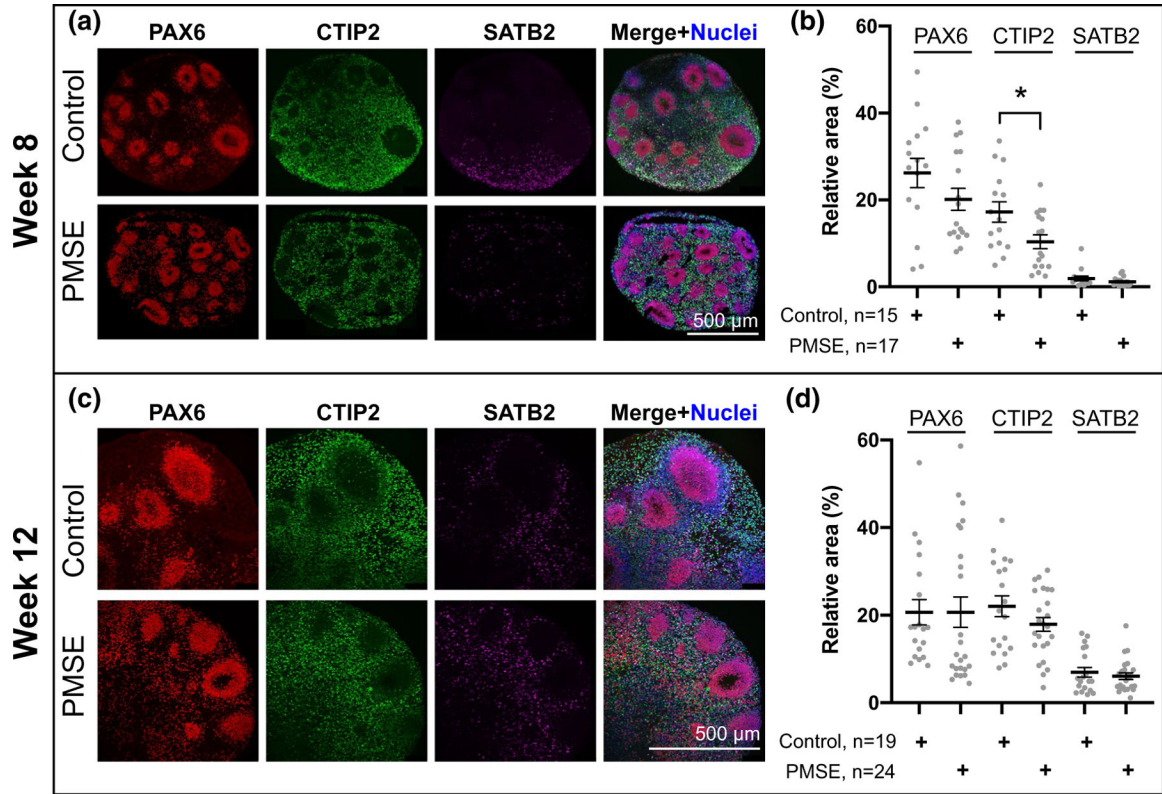 Week 8
(a)
PAX6 CTIP2 SATB2 Merge+Nuclei
Control
PMSE
500 µm
(b)
60
40
20
0
Relative area (%)
PAX6 CTIP2 SATB2
*
Control, n=15 + + +
PMSE, n=17 + + +
Week 12
(c)
PAX6 CTIP2 SATB2 Merge+Nuclei
Control
PMSE
500 µm
(d)
60
40
20
0
Relative area (%)
PAX6 CTIP2 SATB2
Control, n=19 + + +
PMSE, n=24 + + +